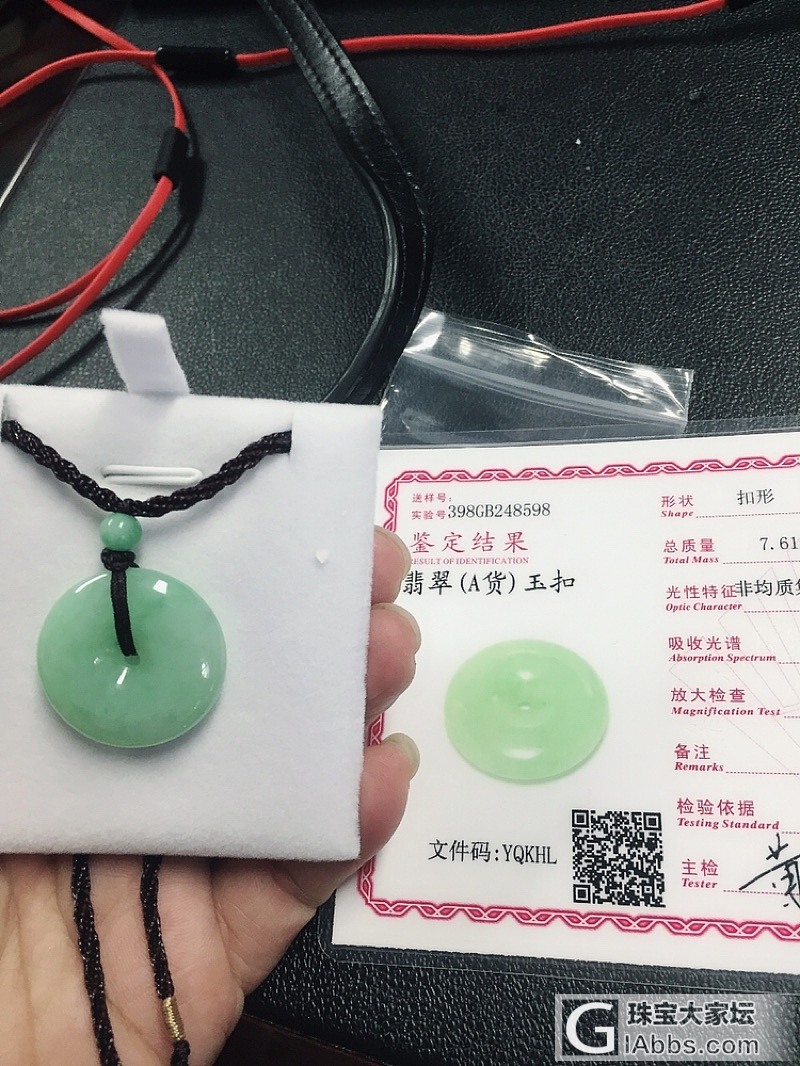 送样号:
实验号398GB248598
鉴定结果
RESULT OF IDENTIFICATION
翡翠(A货)玉扣
文件码:YQKHL
形状 扣形
Shape
总质量 7.61
Total Mass
光性特征非均质
Optic Character
吸收光谱
Absorption Spectrum
放大检查
Magnification Test
备注
Remarks
检验依据
Testing Standard
主检
Tester
G 珠宝大家坛
GIAbbs.com